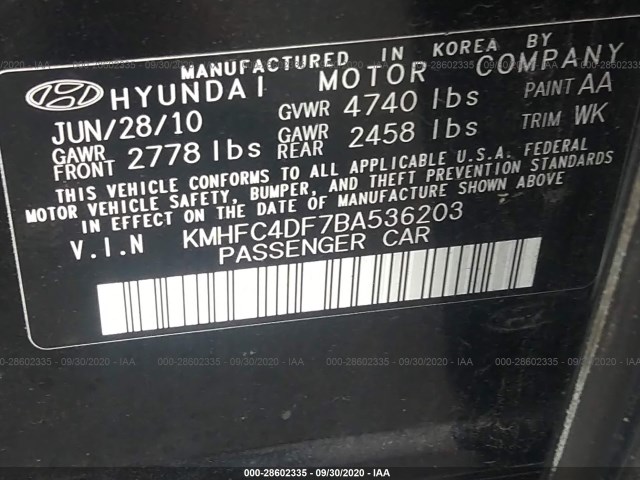 MANUFACTURED IN KOREA BY
HYUNDAI MOTOR COMPANY
JUN/28/10 GVWR 4740 lbs PAINT AA
GAWR FRONT 2778 lbs GAWR REAR 2458 lbs TRIM WK
THIS VEHICLE CONFORMS TO ALL APPLICABLE U.S.A. FEDERAL
MOTOR VEHICLE SAFETY, BUMPER, AND THEFT PREVENTION STANDARDS
IN EFFECT ON THE DATE OF MANUFACTURE SHOWN ABOVE
V.I.N KMHFC4DF7BA536203
PASSENGER CAR
000-28602335 - 09/30/2020 - IAA